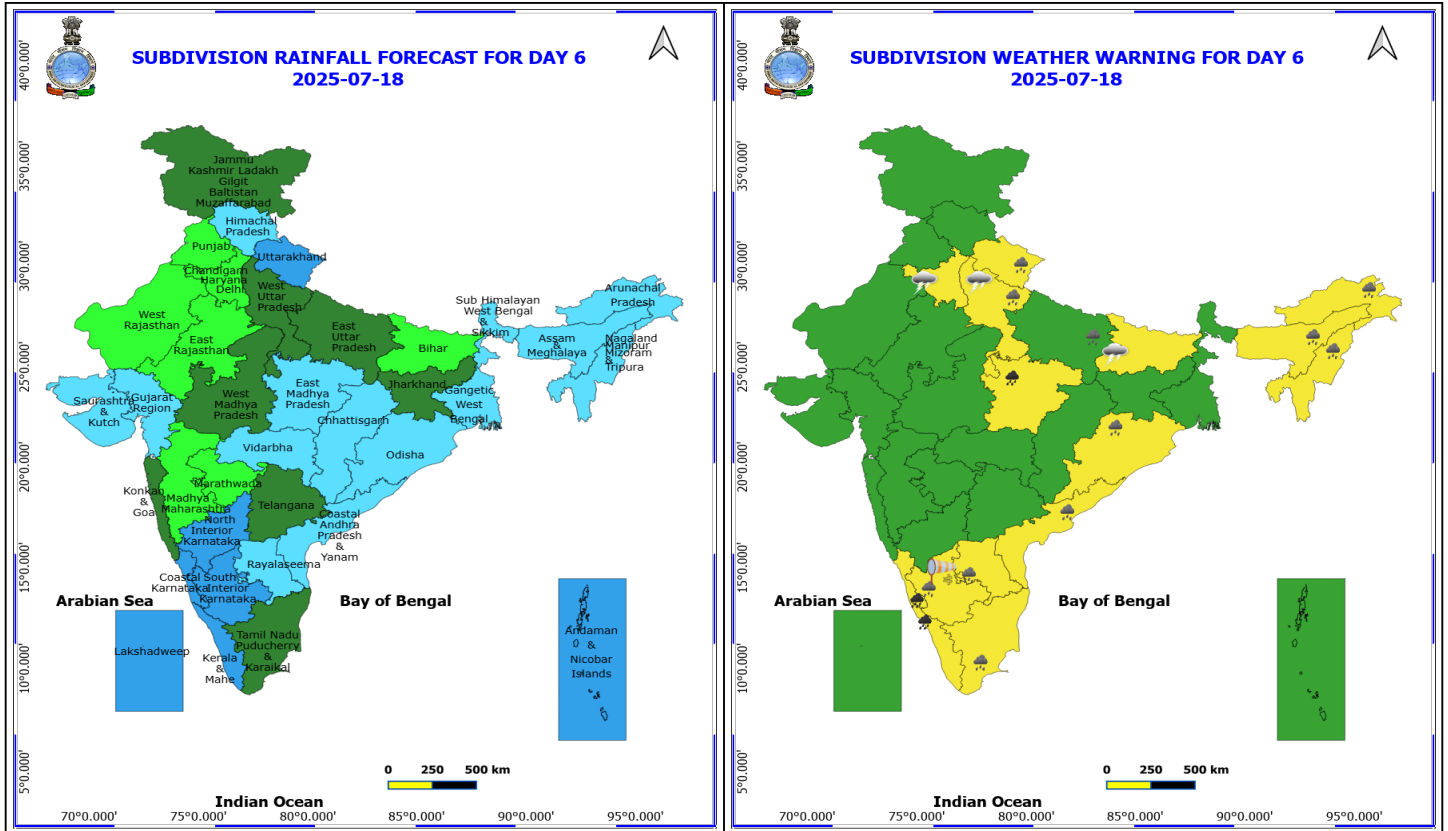 SUBDIVISION RAINFALL FORECAST FOR DAY 6
2025-07-18
40°0.000'
35°0.000'
30°0.000'
25°0.000'
20°0.000'
15°0.000'
10°0.000'
5°0.000'
Jammu
Kashmir Ladakh
Gilgit
Baltistan
Muzaffarabad
Himachal
Pradesh
Punjab
Uttarakhand
Chandigarh
Haryana
Delhi
West
Uttar
Pradesh
West
Rajasthan
East
Rajasthan
East
Uttar
Pradesh
Bihar
Sub Himalayan
West Bengal
&
Sikkim
Arunachal
Pradesh
Assam
&
Meghalaya
Nagaland
Manipur
Mizoram
&
Tripura
Saurashtra
&
Kutch
Gujarat
Region
West
Madhya
Pradesh
East
Madhya
Pradesh
Jharkhand
Gangetic
West
Bengal
Chhattisgarh
Vidarbha
Odisha
Konkan
&
Goa
Madhya
Maharashtra
Marathwada
Telangana
North
Interior
Karnataka
Coastal
Andhra
Pradesh
&
Yanam
Rayalaseema
Coastal
Karnataka
South
Interior
Karnataka
Arabian Sea
Bay of Bengal
Lakshadweep
Kerala
&
Mahe
Tamil Nadu
Puducherry
&
Karaikal
Andaman
&
Nicobar
Islands
0 250 500 km
Indian Ocean
70°0.000' 75°0.000' 80°0.000' 85°0.000' 90°0.000' 95°0.000'
SUBDIVISION WEATHER WARNING FOR DAY 6
2025-07-18
40°0.000'
35°0.000'
30°0.000'
25°0.000'
20°0.000'
15°0.000'
10°0.000'
5°0.000'
Arabian Sea
Bay of Bengal
0 250 500 km
Indian Ocean
70°0.000' 75°0.000' 80°0.000' 85°0.000' 90°0.000' 95°0.000'